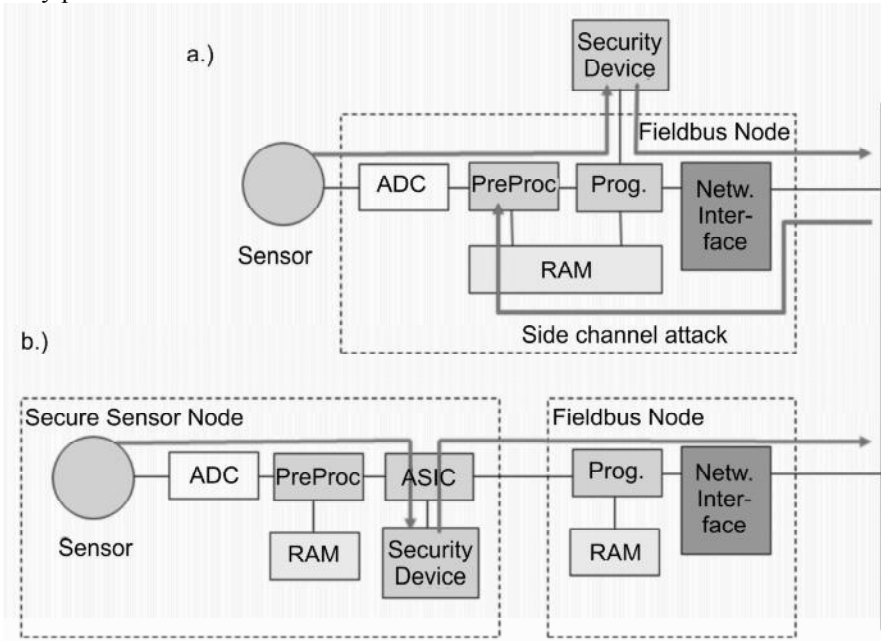 a.)
Security
Device
Fieldbus Node
ADC
PreProc
Prog.
Netw.
Inter-
face
Sensor
RAM
Side channel attack
b.)
Secure Sensor Node
Fieldbus Node
ADC
PreProc
ASIC
Prog.
Netw.
Inter-
face
Sensor
RAM
Security
Device
RAM